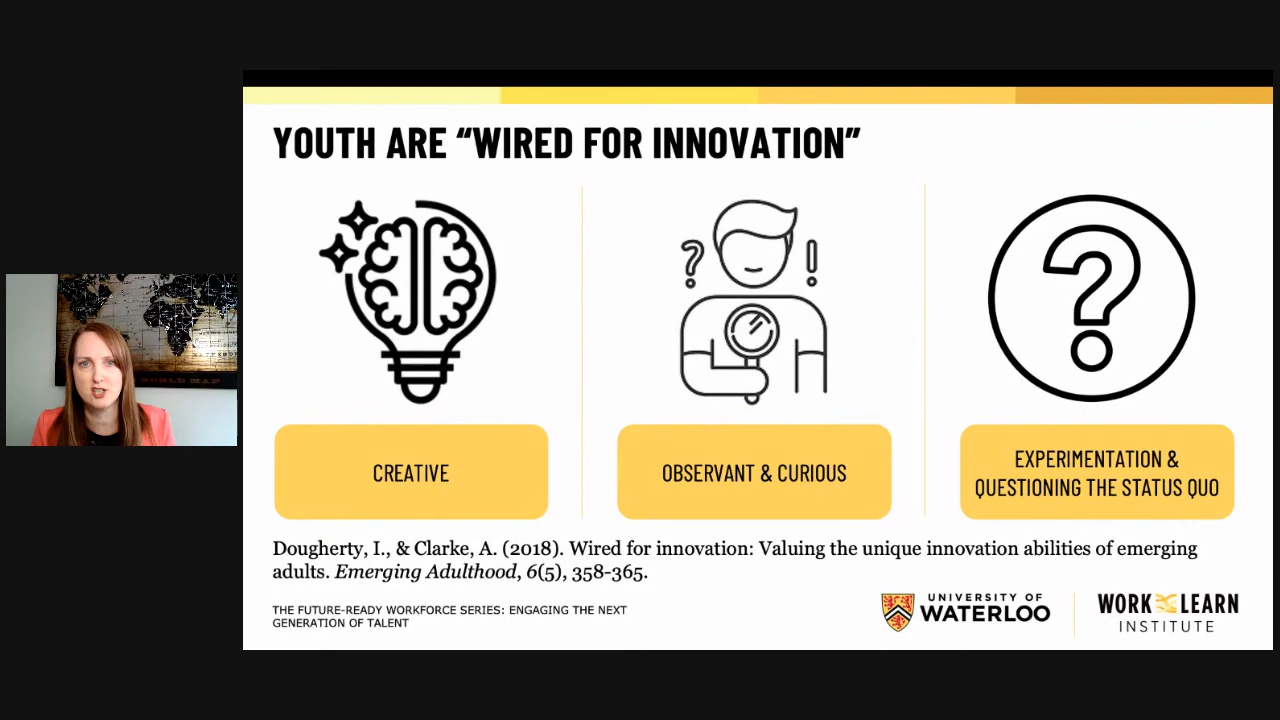 YOUTH ARE “WIRED FOR INNOVATION”
CREATIVE
OBSERVANT & CURIOUS
EXPERIMENTATION &
QUESTIONING THE STATUS QUO
Dougherty, I., & Clarke, A. (2018). Wired for innovation: Valuing the unique innovation abilities of emerging
adults. Emerging Adulthood, 6(5), 358-365.
THE FUTURE-READY WORKFORCE SERIES: ENGAGING THE NEXT
GENERATION OF TALENT
UNIVERSITY OF
WATERLOO
WORK LEARN
INSTITUTE
WORLD MAP